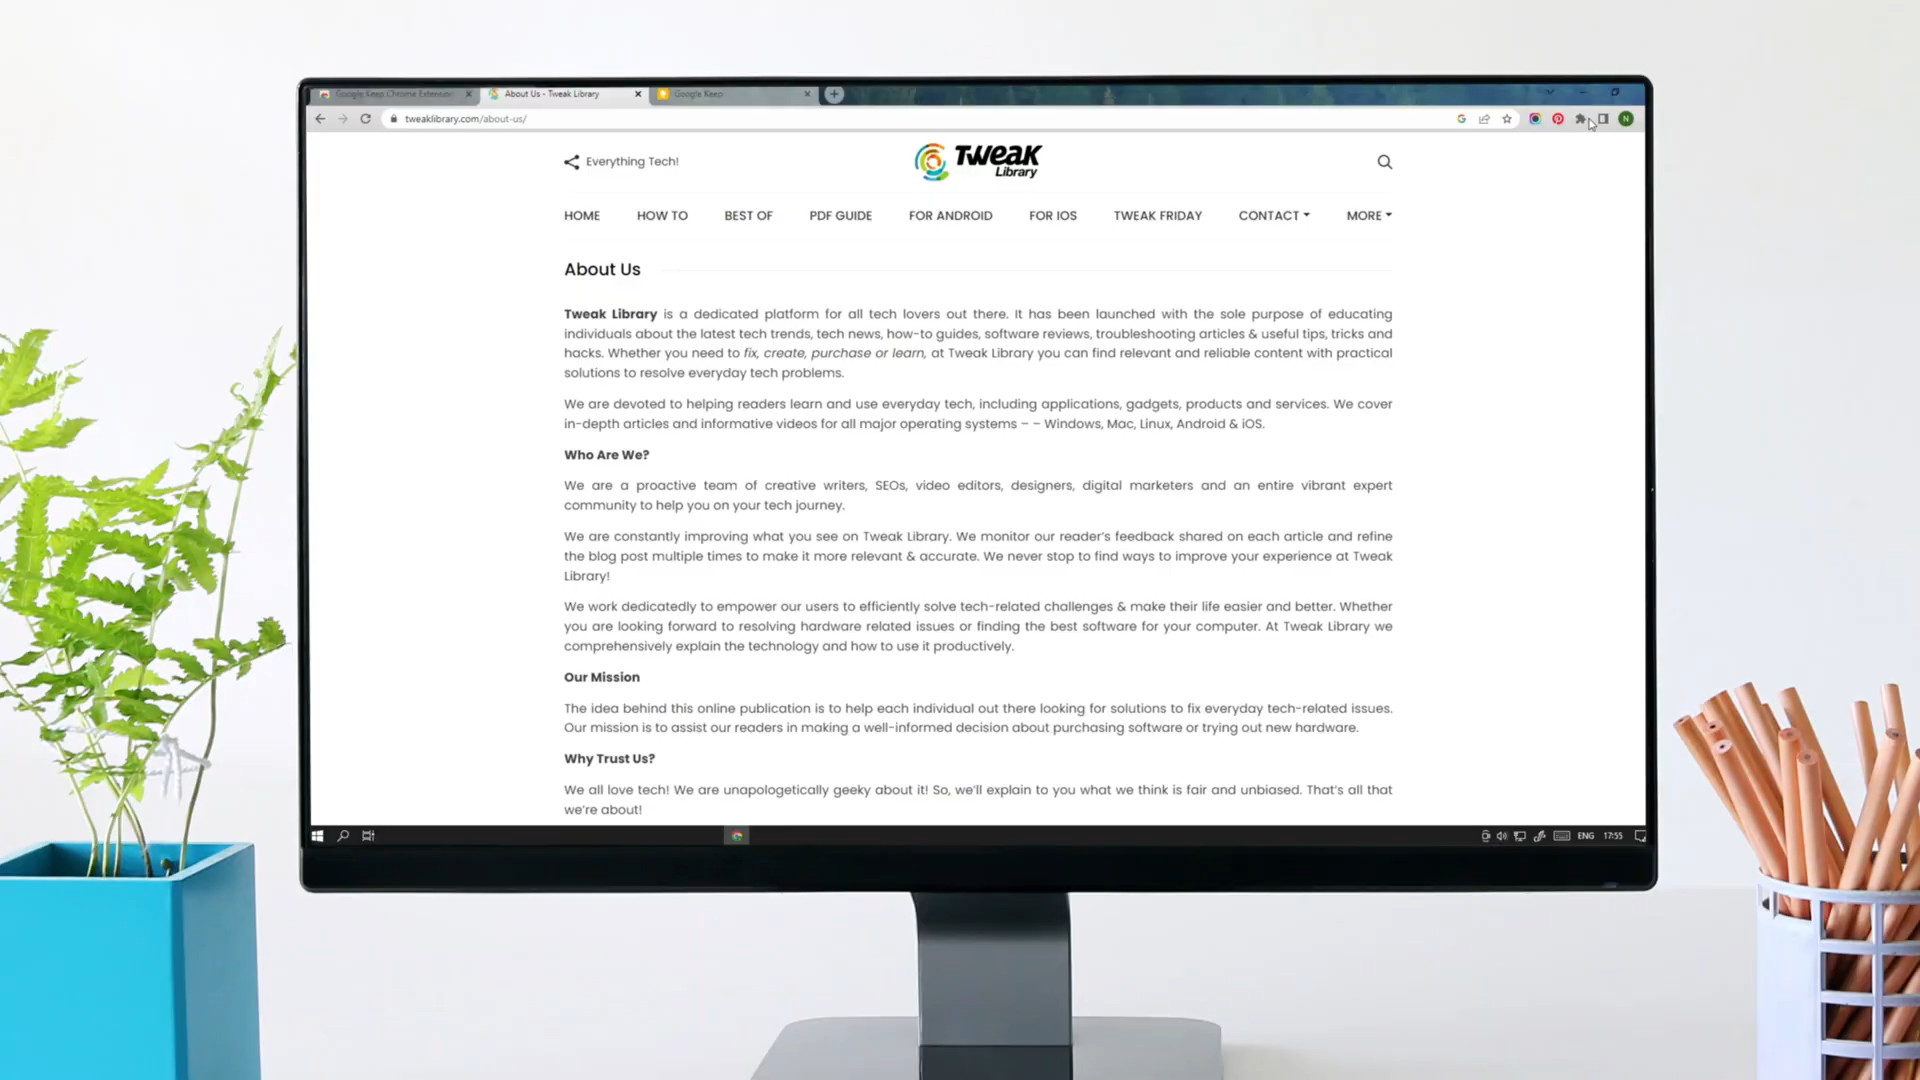 Google Keep Chrome Extension
About Us - Tweak Library
Google Keep
tweaklibrary.com/about-us/
G
N
Everything Tech!
Tweak
Library
HOME
HOW TO
BEST OF
PDF GUIDE
FOR ANDROID
FOR IOS
TWEAK FRIDAY
CONTACT
MORE
About Us
Tweak Library is a dedicated platform for all tech lovers out there. It has been launched with the sole purpose of educating
individuals about the latest tech trends, tech news, how-to guides, software reviews, troubleshooting articles & useful tips, tricks and
hacks. Whether you need to fix, create, purchase or learn, at Tweak Library you can find relevant and reliable content with practical
solutions to resolve everyday tech problems.
We are devoted to helping readers learn and use everyday tech, including applications, gadgets, products and services. We cover
in-depth articles and informative videos for all major operating systems – – Windows, Mac, Linux, Android & iOS.
Who Are We?
We are a proactive team of creative writers, SEOs, video editors, designers, digital marketers and an entire vibrant expert
community to help you on your tech journey.
We are constantly improving what you see on Tweak Library. We monitor our reader's feedback shared on each article and refine
the blog post multiple times to make it more relevant & accurate. We never stop to find ways to improve your experience at Tweak
Library!
We work dedicatedly to empower our users to efficiently solve tech-related challenges & make their life easier and better. Whether
you are looking forward to resolving hardware related issues or finding the best software for your computer. At Tweak Library we
comprehensively explain the technology and how to use it productively.
Our Mission
The idea behind this online publication is to help each individual out there looking for solutions to fix everyday tech-related issues.
Our mission is to assist our readers in making a well-informed decision about purchasing software or trying out new hardware.
Why Trust Us?
We all love tech! We are unapologetically geeky about it! So, we'll explain to you what we think is fair and unbiased. That's all that
we're about!
ENG
17:55